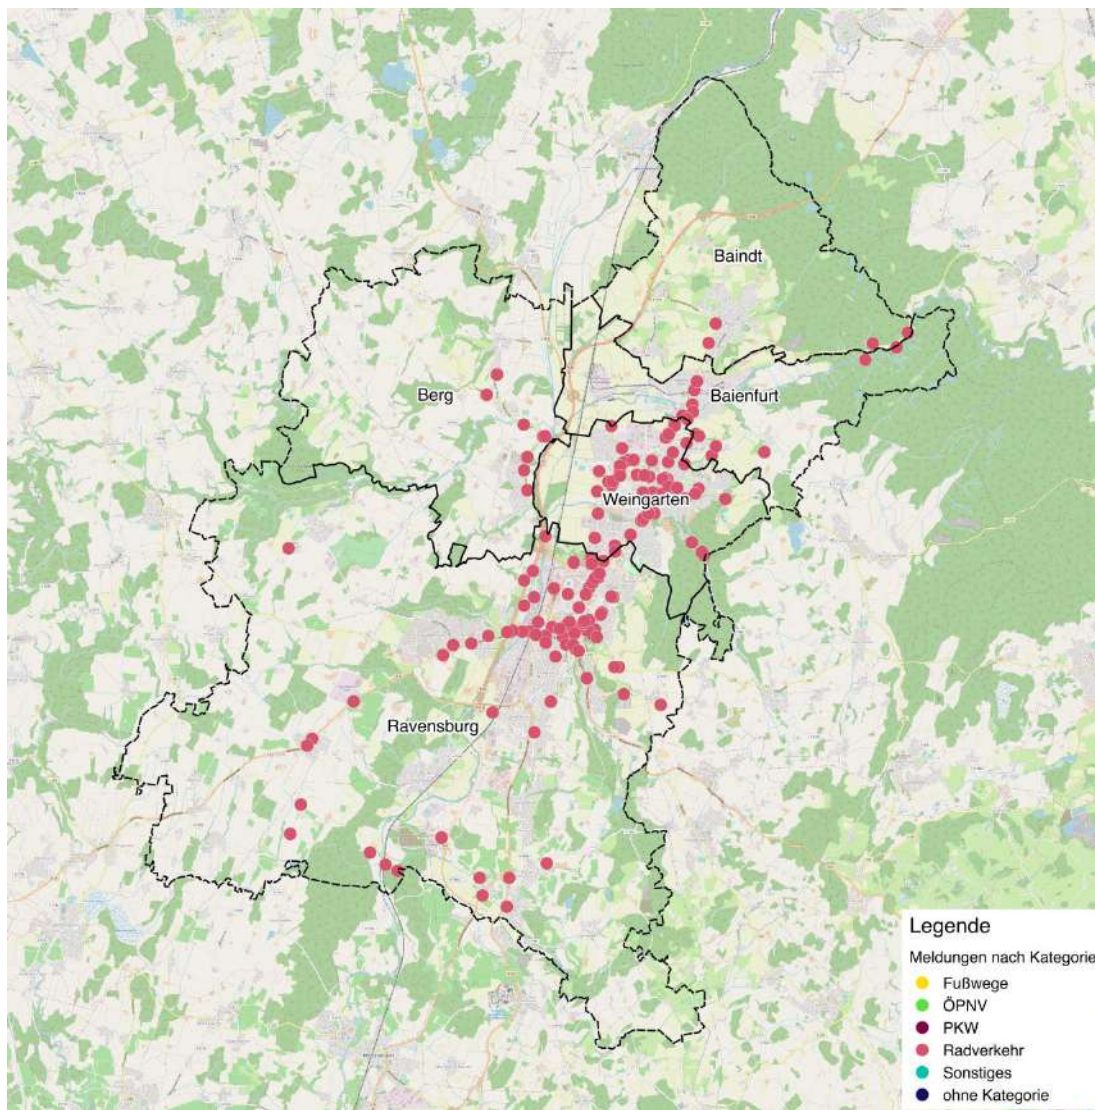 Baindt
Berg
Baienfurt
Weingarten
Ravensburg
Legende
Meldungen nach Kategorie
Fußwege
ÖPNV
PKW
Radverkehr
Sonstiges
ohne Kategorie